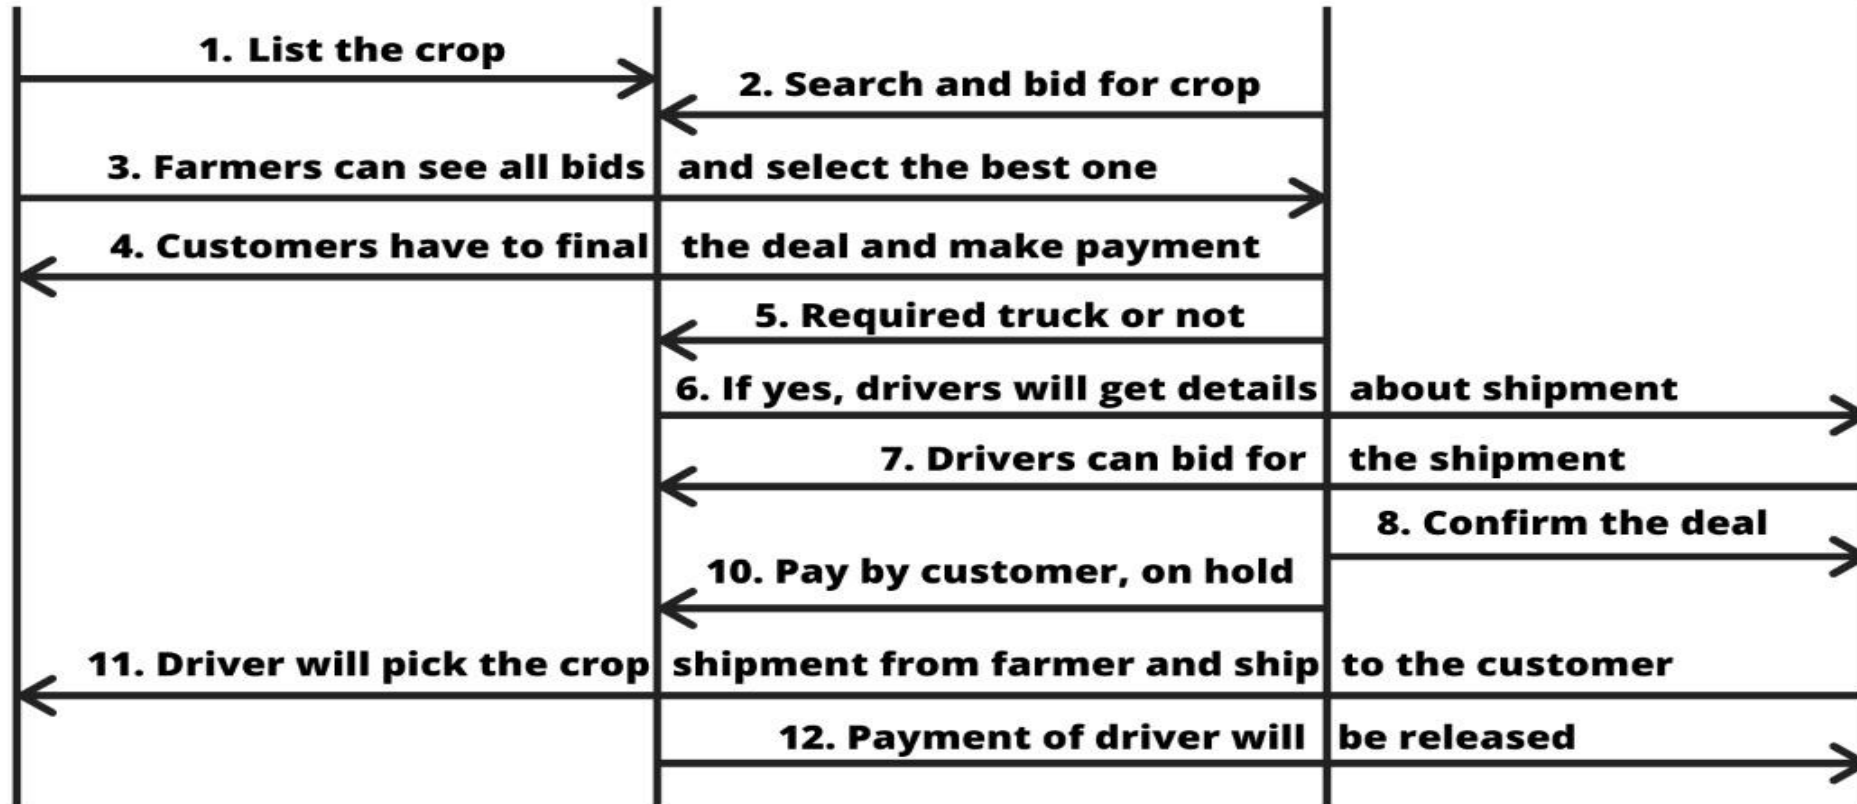 1. List the crop
2. Search and bid for crop
3. Farmers can see all bids and select the best one
4. Customers have to final the deal and make payment
5. Required truck or not
6. If yes, drivers will get details about shipment
7. Drivers can bid for the shipment
8. Confirm the deal
10. Pay by customer, on hold
11. Driver will pick the crop shipment from farmer and ship to the customer
12. Payment of driver will be released